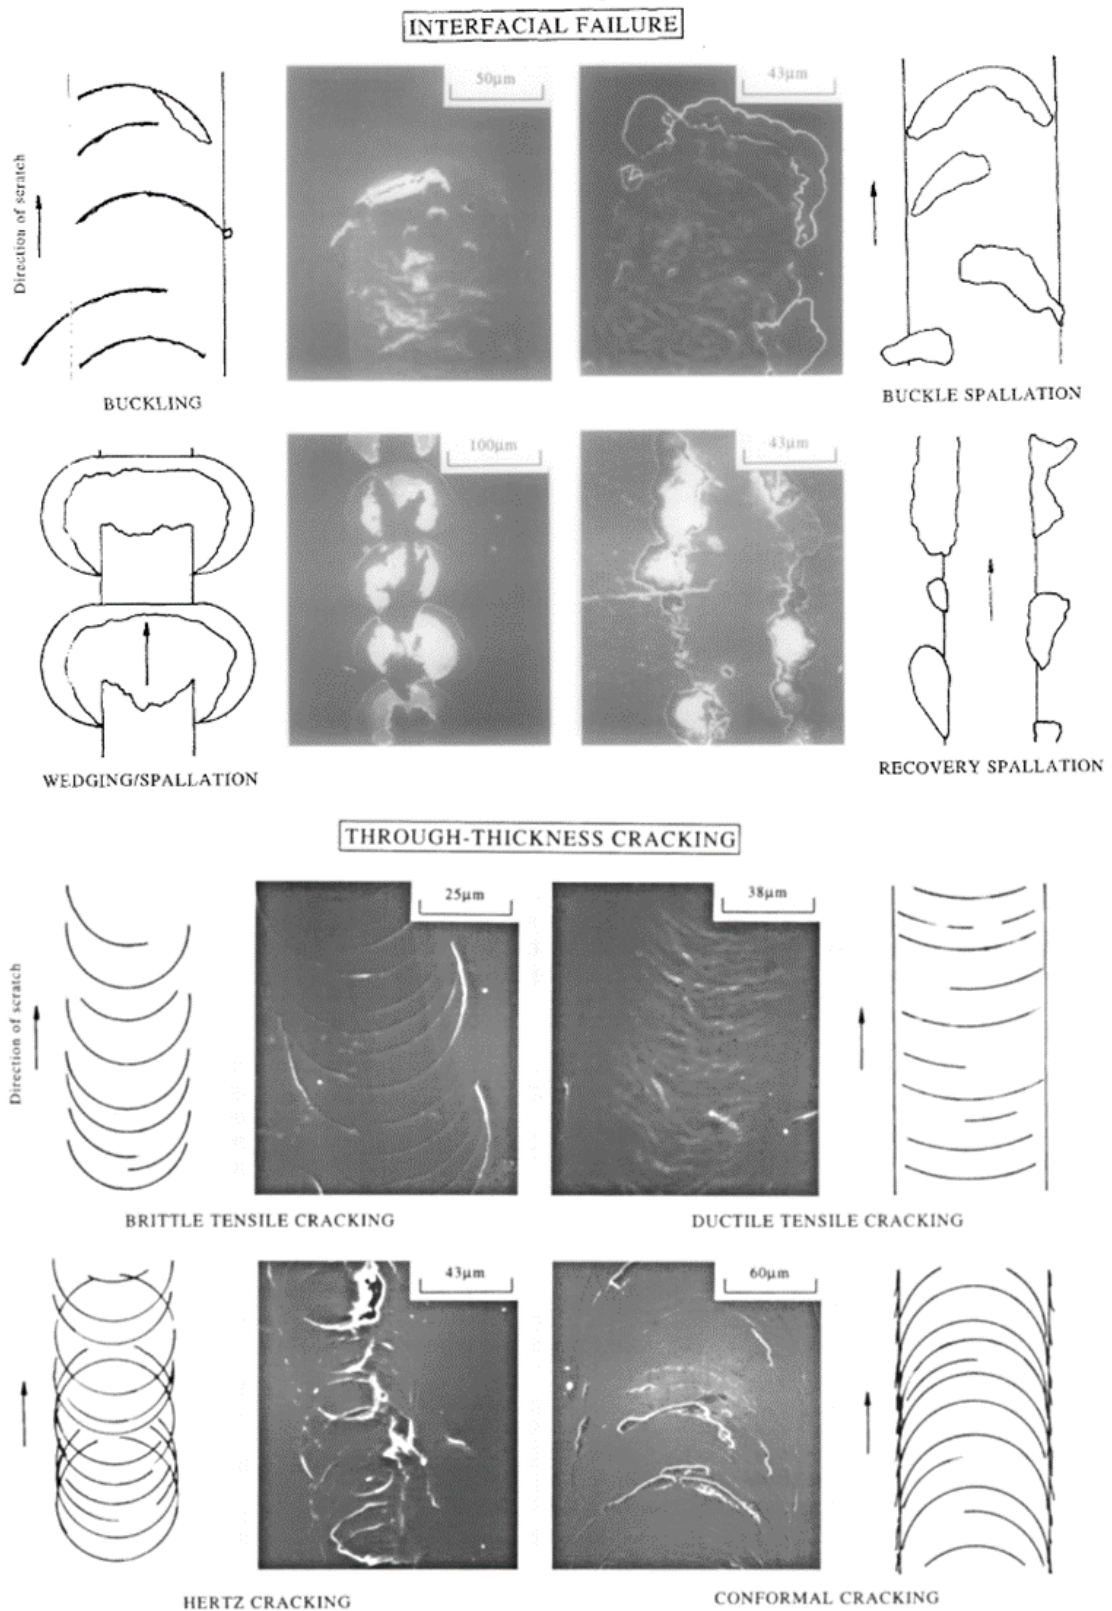 INTERFACIAL FAILURE
50μm
43μm
Direction of scratch
BUCKLING
BUCKLE SPALLATION
100μm
43μm
WEDGING/SPALLATION
RECOVERY SPALLATION
THROUGH-THICKNESS CRACKING
25μm
38μm
Direction of scratch
BRITTLE TENSILE CRACKING
DUCTILE TENSILE CRACKING
43μm
60μm
HERTZ CRACKING
CONFORMAL CRACKING